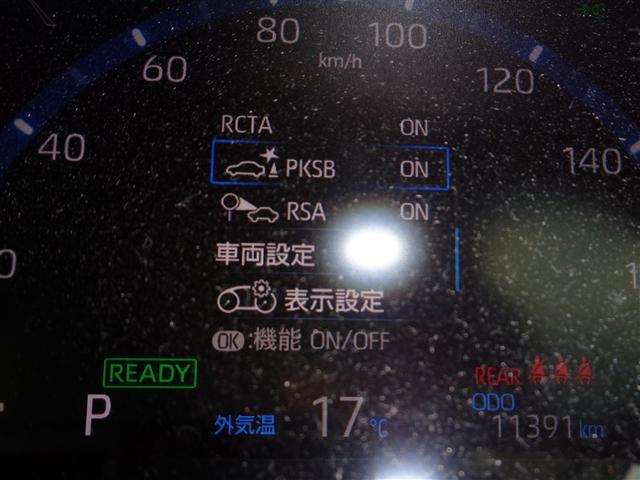 80 100
km/h
60 120
40 140
RCTA ON
PKSB ON
RSA ON
車両設定
表示設定
OK:機能 ON/OFF
READY
REAR
P 外気温 17℃
ODO
11391km